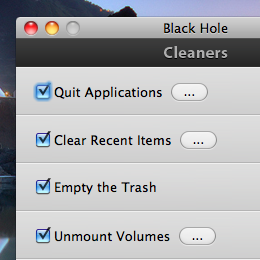 Black Hole
Cleaners
Quit Applications ...
Clear Recent Items ...
Empty the Trash
Unmount Volumes ...